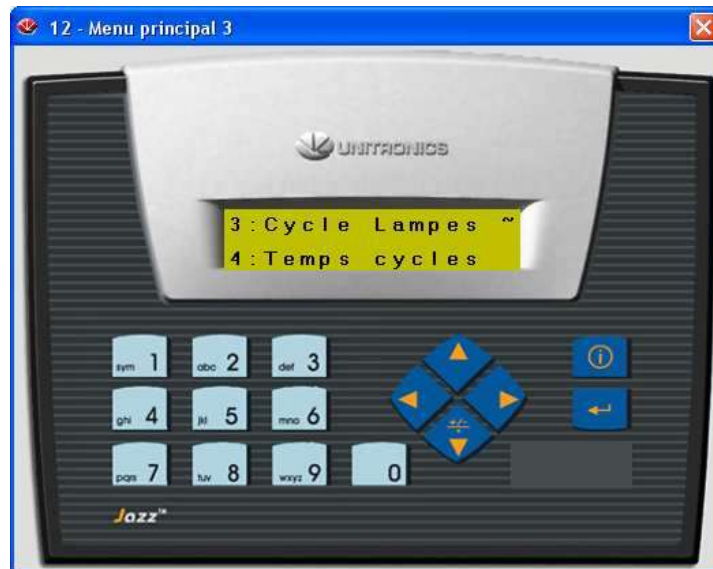 12 - Menu principal 3
UNITRONICS
3:Cycle Lampes ~
4:Temps cycles
sym 1
abc 2
def 3
ghi 4
jkl 5
mno 6
+/-
pqrs 7
tuv 8
wxyz 9
0
Jazz™